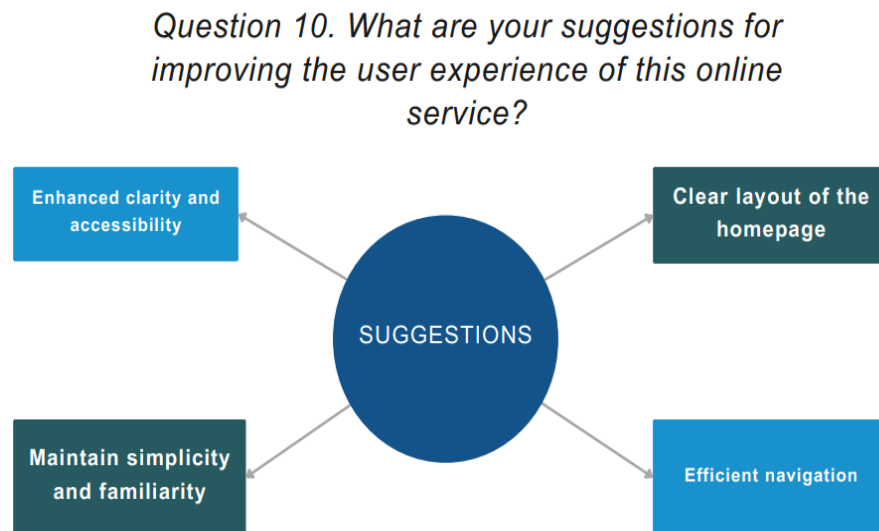 Question 10. What are your suggestions for
improving the user experience of this online
service?
Enhanced clarity and
accessibility
Clear layout of the
homepage
SUGGESTIONS
Maintain simplicity
and familiarity
Efficient navigation